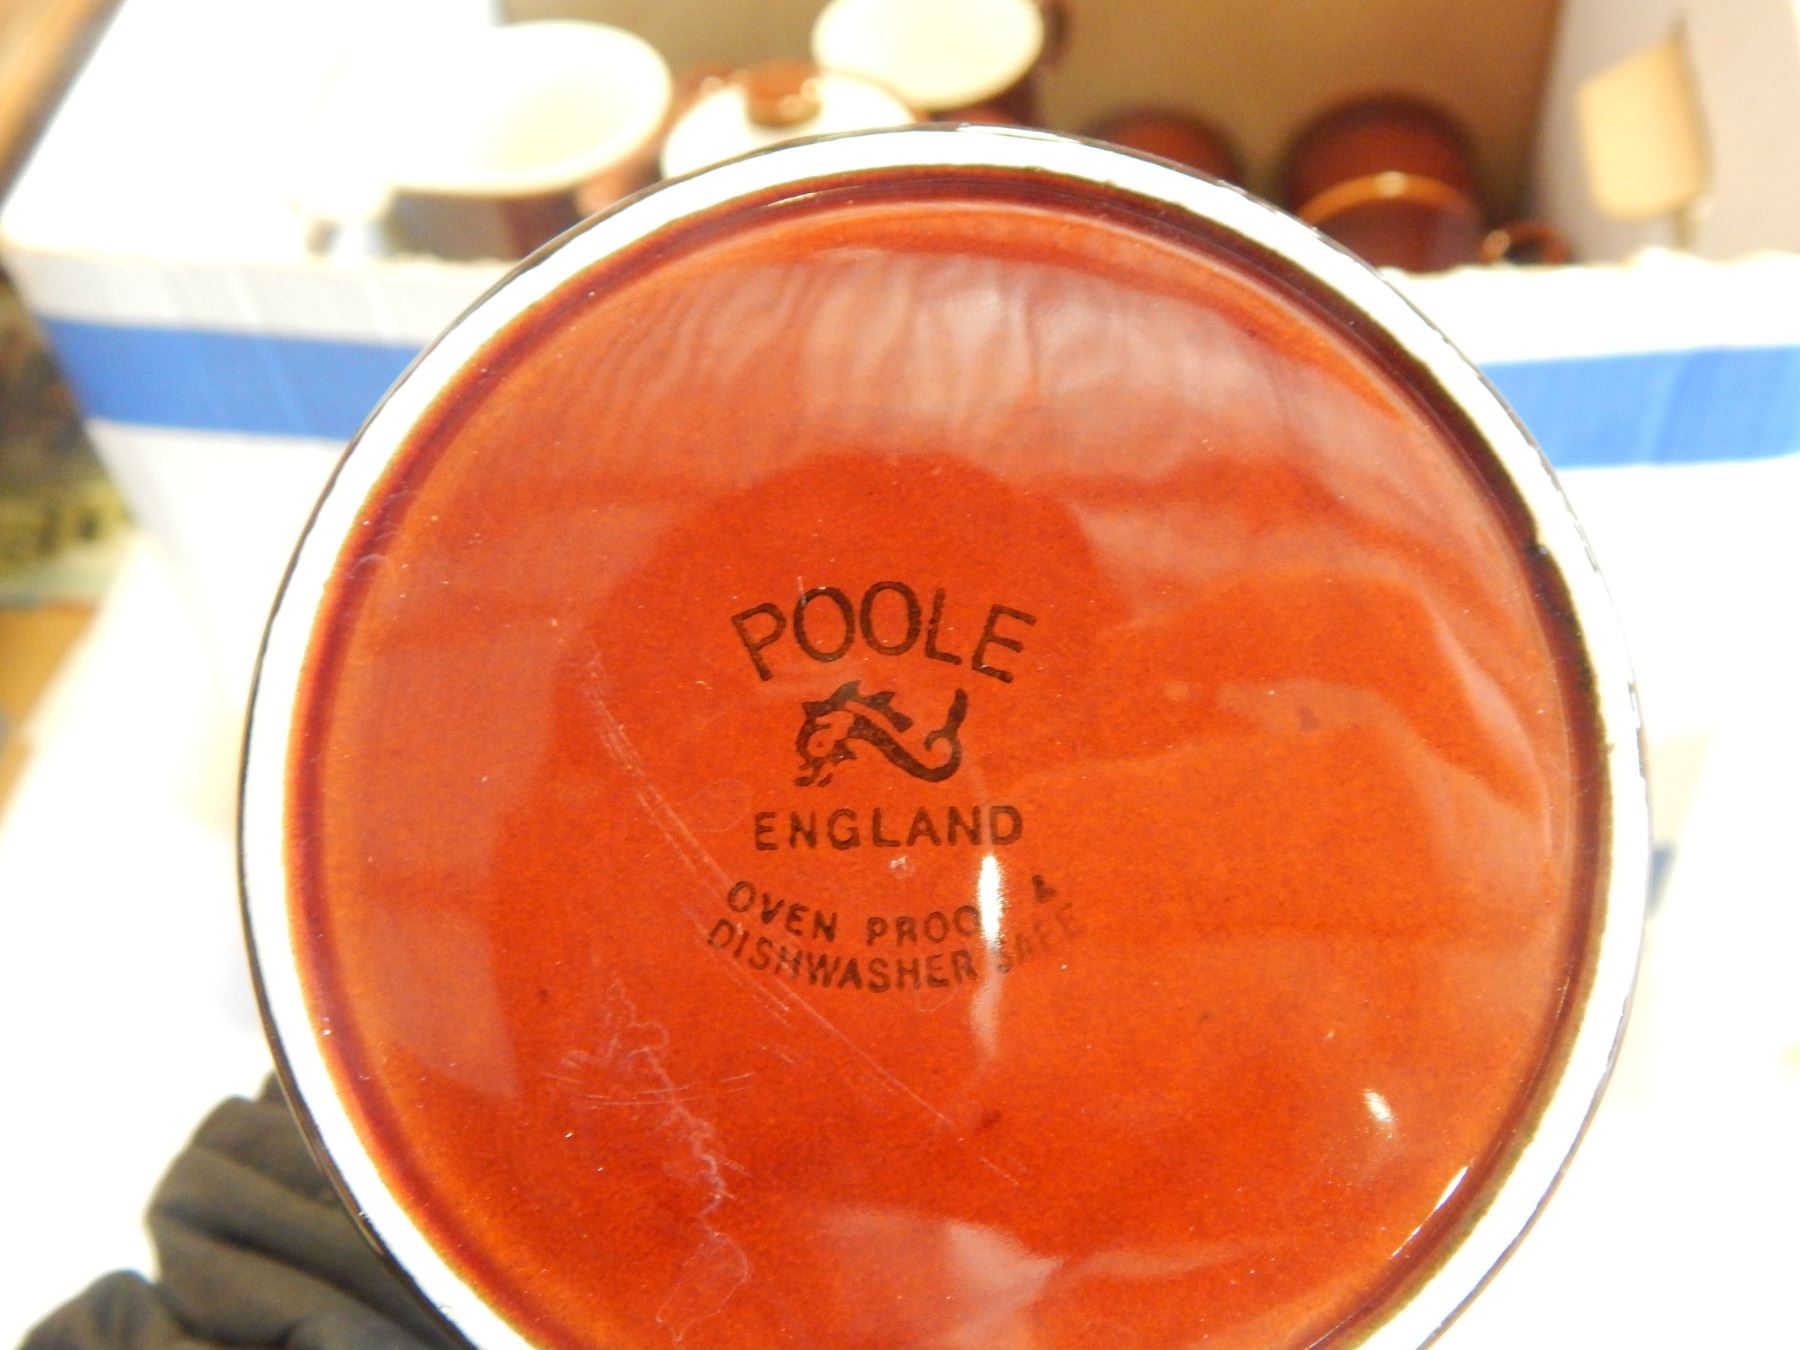 POOLE
ENGLAND
OVEN PROOF &
DISHWASHER SAFE